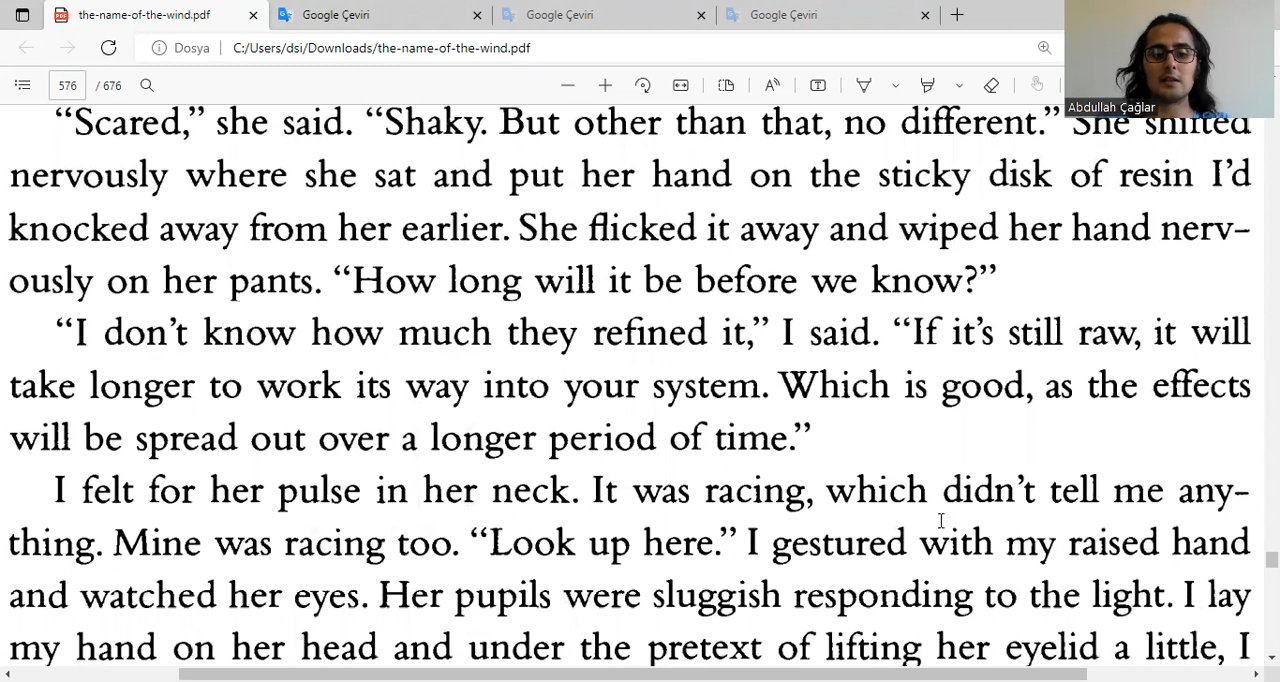 the-name-of-the-wind.pdf
Google Çeviri
Google Çeviri
Google Çeviri
Dosya
C:/Users/dsi/Downloads/the-name-of-the-wind.pdf
576 / 676
Abdullah Çağlar
“Scared,” she said. “Shaky. But other than that, no different.” She shifted
nervously where she sat and put her hand on the sticky disk of resin I’d
knocked away from her earlier. She flicked it away and wiped her hand nerv-
ously on her pants. “How long will it be before we know?”
“I don’t know how much they refined it,” I said. “If it’s still raw, it will
take longer to work its way into your system. Which is good, as the effects
will be spread out over a longer period of time.”
I felt for her pulse in her neck. It was racing, which didn’t tell me any-
thing. Mine was racing too. “Look up here.” I gestured with my raised hand
and watched her eyes. Her pupils were sluggish responding to the light. I lay
my hand on her head and under the pretext of lifting her eyelid a little, I